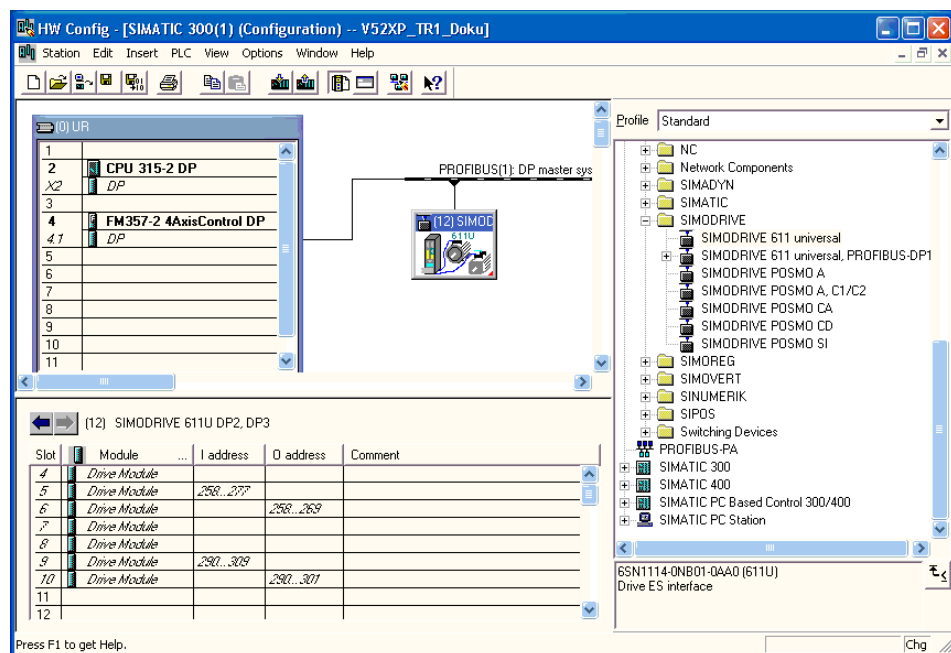 HW Config - [SIMATIC 300(1) (Configuration) -- V52XP_TR1_Doku]
Station Edit Insert PLC View Options Window Help
(0) UR
1
2 CPU 315-2 DP
X2 DP
3
4 FM357-2 4AxisControl DP
4.1 DP
5
6
7
8
9
10
11
PROFIBUS(1): DP master sys
(12) SIMOD
611U
Profile Standard
NC
Network Components
SIMADYN
SIMATIC
SIMODRIVE
SIMODRIVE 611 universal
SIMODRIVE 611 universal, PROFIBUS-DP1
SIMODRIVE POSMO A
SIMODRIVE POSMO A, C1/C2
SIMODRIVE POSMO CA
SIMODRIVE POSMO CD
SIMODRIVE POSMO SI
SIMOREG
SIMOVERT
SINUMERIK
SIPOS
Switching Devices
PROFIBUS-PA
SIMATIC 300
SIMATIC 400
SIMATIC PC Based Control 300/400
SIMATIC PC Station
6SN1114-0NB01-0AA0 (611U)
Drive ES interface
(12) SIMODRIVE 611U DP2, DP3
Slot Module ... I address O address Comment
4 Drive Module
5 Drive Module 258...277
6 Drive Module 258...269
7 Drive Module
8 Drive Module
9 Drive Module 290...309
10 Drive Module 290...301
11
12
Press F1 to get Help.
Chg